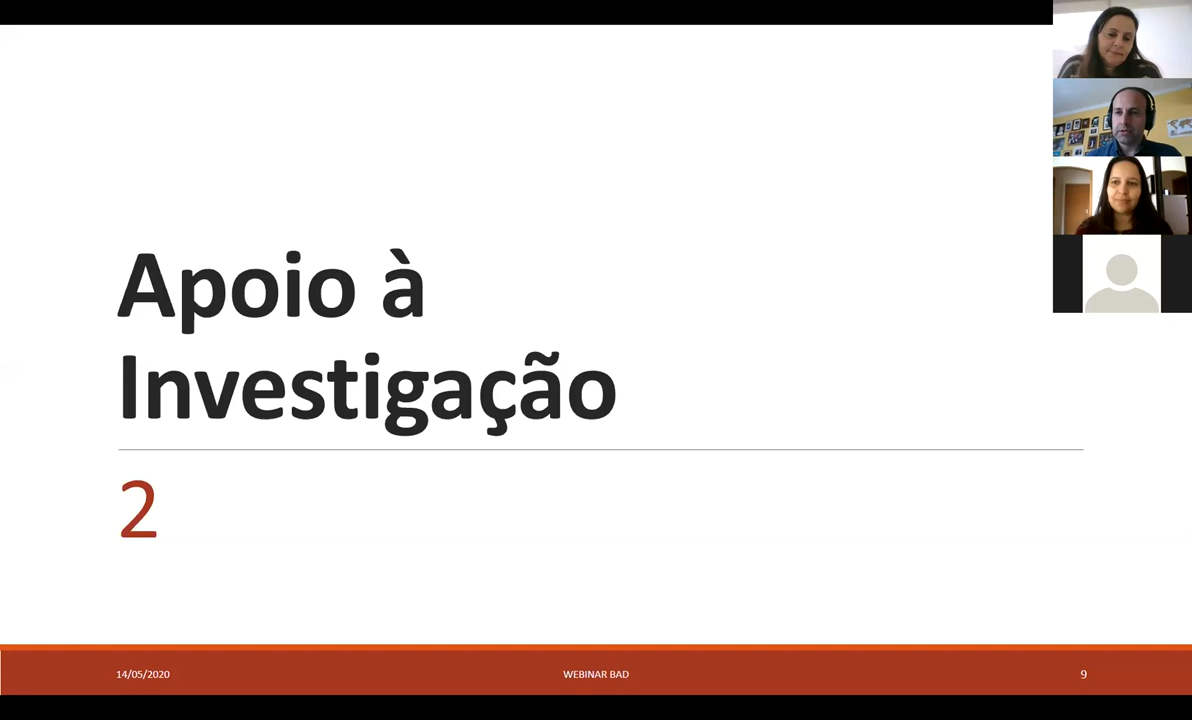 Apoio à
Investigação
2
14/05/2020
WEBINAR BAD
9